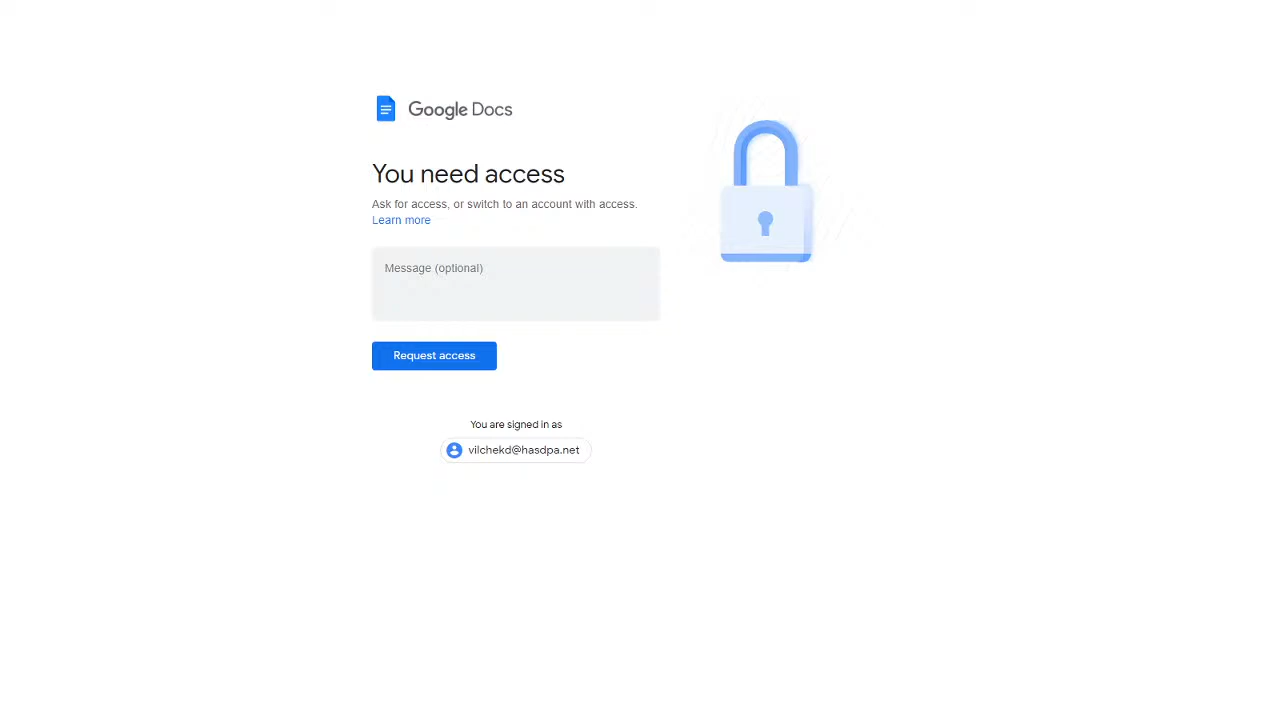 Google Docs
You need access
Ask for access, or switch to an account with access.
Learn more
Message (optional)
Request access
You are signed in as
vilchekd@hasdpa.net